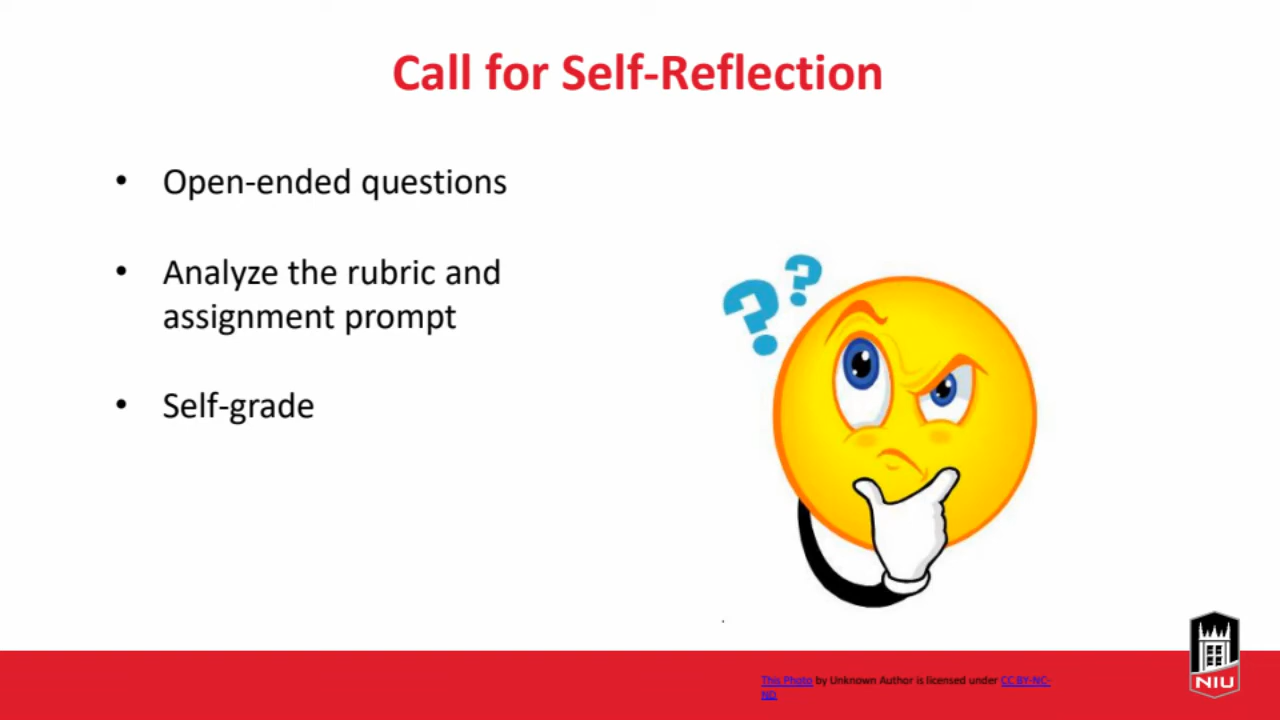 Call for Self-Reflection
• Open-ended questions
• Analyze the rubric and
assignment prompt
• Self-grade
? ?
This Photo by Unknown Author is licensed under CC BY-NC-
ND
NIU